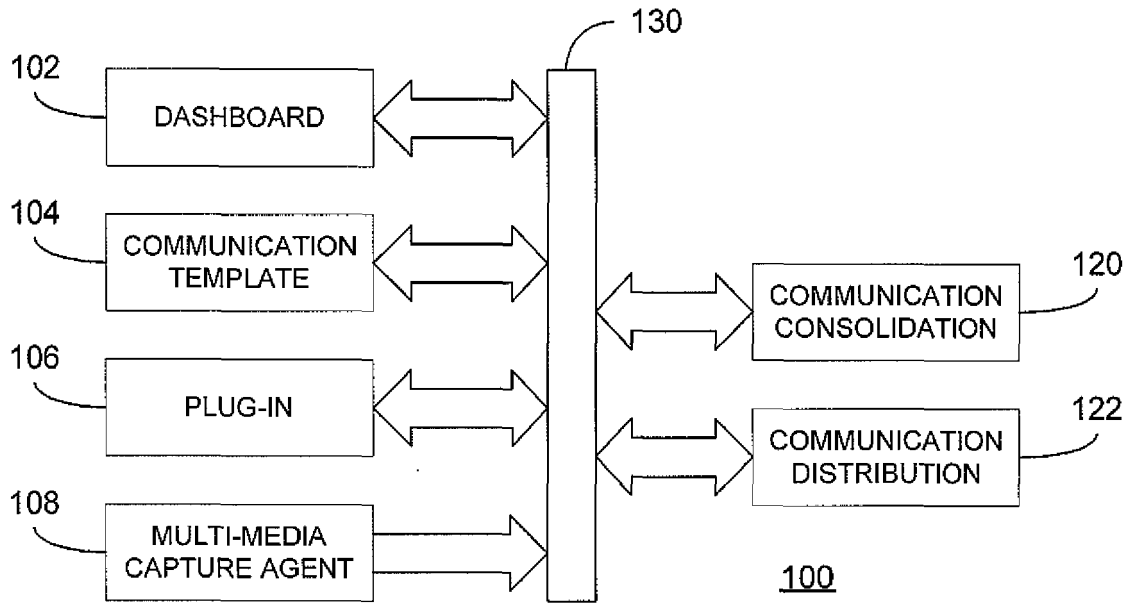 130
102
DASHBOARD
104
COMMUNICATION
TEMPLATE
106
PLUG-IN
108
MULTI-MEDIA
CAPTURE AGENT
120
COMMUNICATION
CONSOLIDATION
122
COMMUNICATION
DISTRIBUTION
100